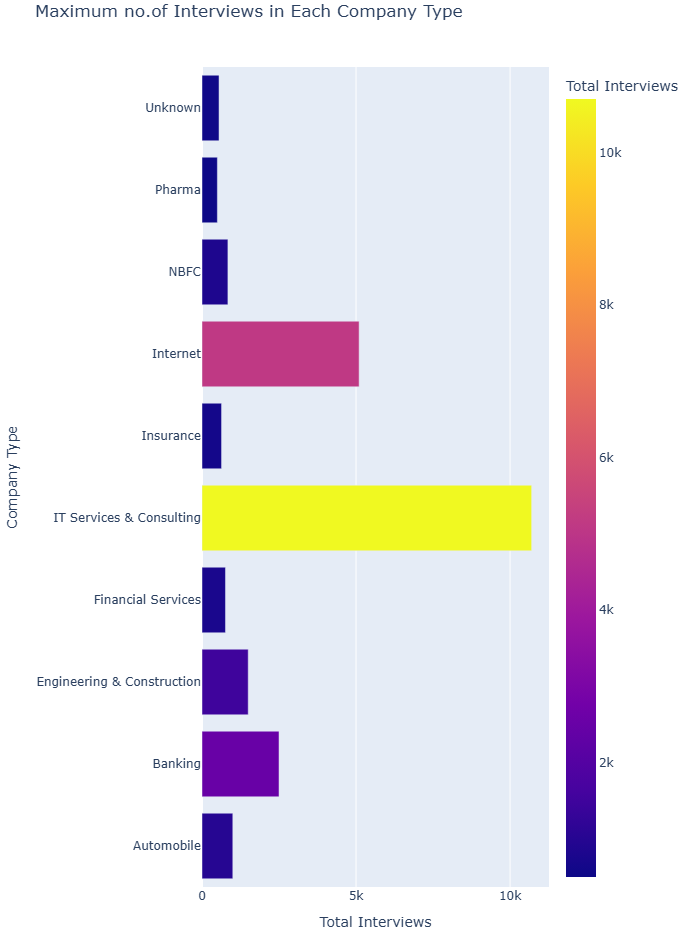 Maximum no.of Interviews in Each Company Type
Total Interviews
Unknown
Pharma
NBFC
Internet
Insurance
IT Services & Consulting
Financial Services
Engineering & Construction
Banking
Automobile
Company Type
0
5k
10k
Total Interviews
10k
8k
6k
4k
2k